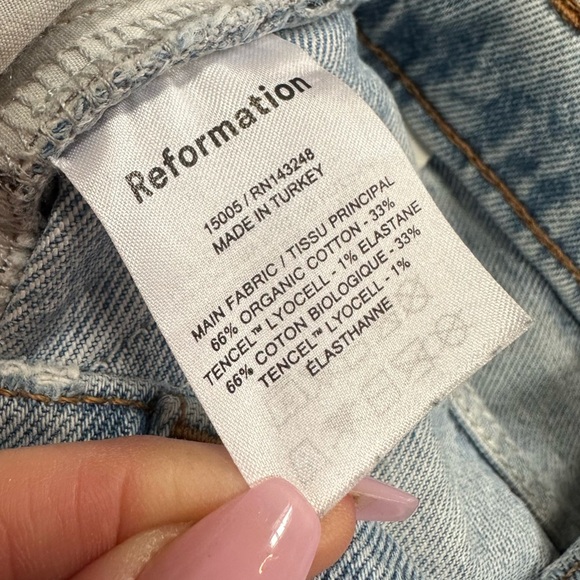 Reformation
15005 / RN143248
MADE IN TURKEY
MAIN FABRIC / TISSU PRINCIPAL
66% ORGANIC COTTON - 33%
TENCEL™ LYOCELL - 1% ELASTANE
66% COTON BIOLOGIQUE - 33%
TENCEL™ LYOCELL - 1%
ÉLASTHANNE